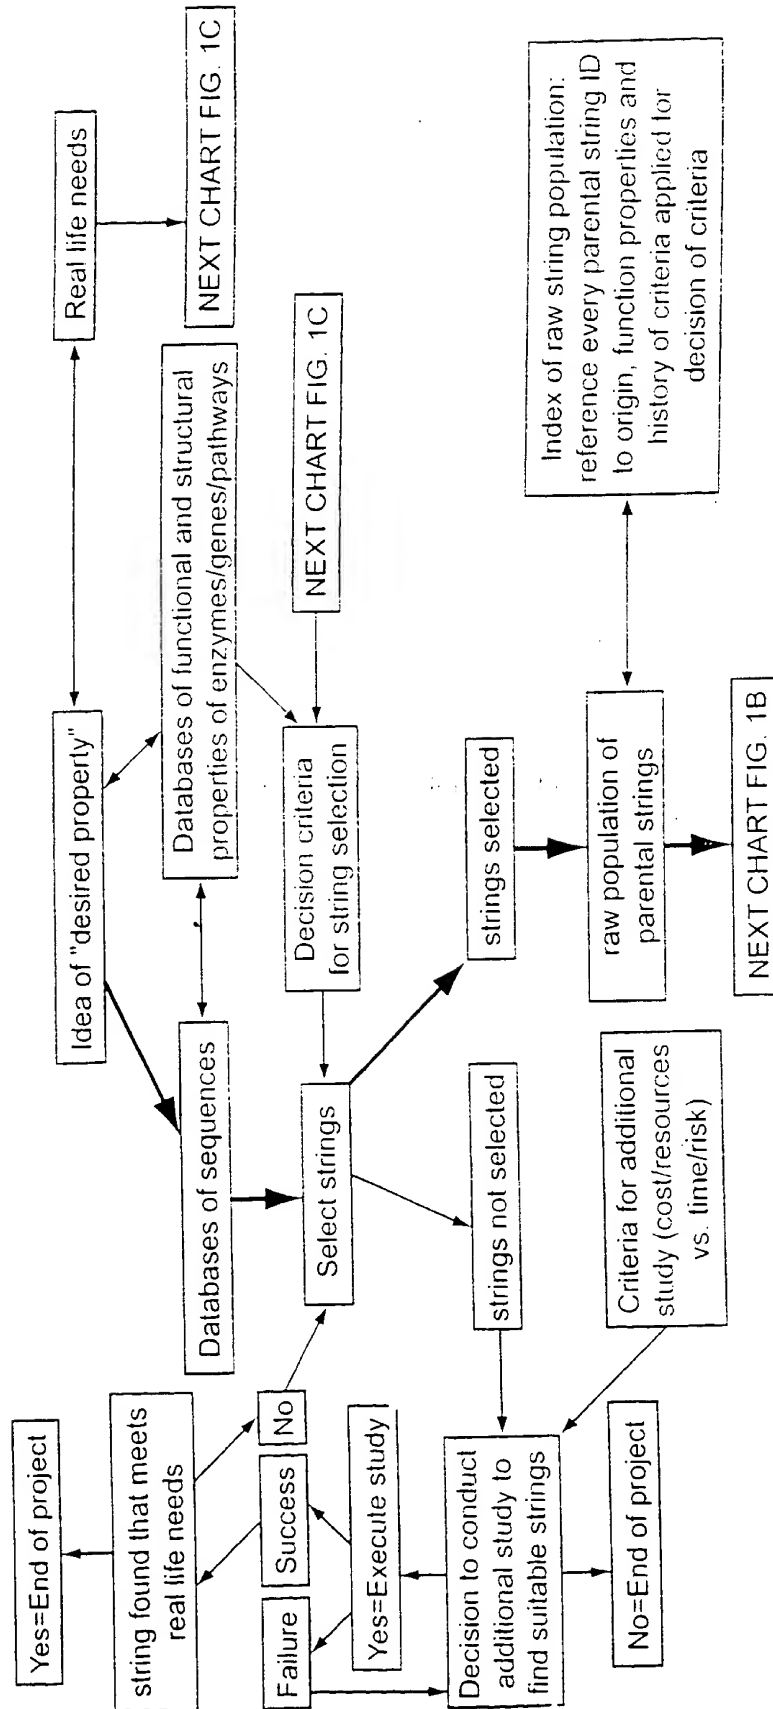 Yes=End of project
string found that meets
real life needs
No
Success
Failure
Yes=Execute study
Decision to conduct
additional study to
find suitable strings
No=End of project
Idea of "desired property"
Real life needs
NEXT CHART FIG. 1C
Databases of sequences
Databases of functional and structural
properties of enzymes/genes/pathways
Select strings
Decision criteria
for string selection
NEXT CHART FIG. 1C
strings not selected
strings selected
Criteria for additional
study (cost/resources
vs. time/risk)
raw population of
parental strings
Index of raw string population:
reference every parental string ID
to origin, function properties and
history of criteria applied for
decision of criteria
NEXT CHART FIG. 1B